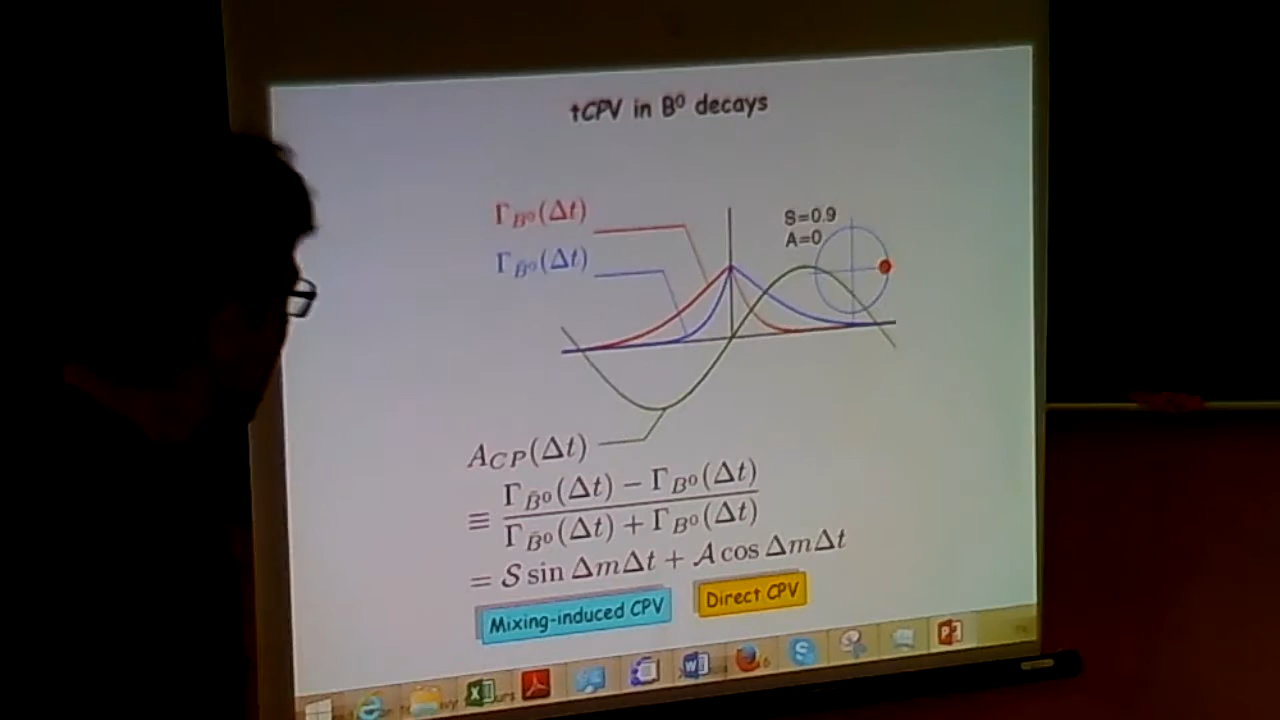 tCPV in B⁰ decays
Γ_{B⁰}(Δt)
Γ_{B̄⁰}(Δt)
S=0.9
A=0
A_{CP}(Δt)
≡ (Γ_{B̄⁰}(Δt) − Γ_{B⁰}(Δt)) / (Γ_{B̄⁰}(Δt) + Γ_{B⁰}(Δt))
= 𝒮 sin ΔmΔt + 𝒜 cos ΔmΔt
Mixing-induced CPV
Direct CPV